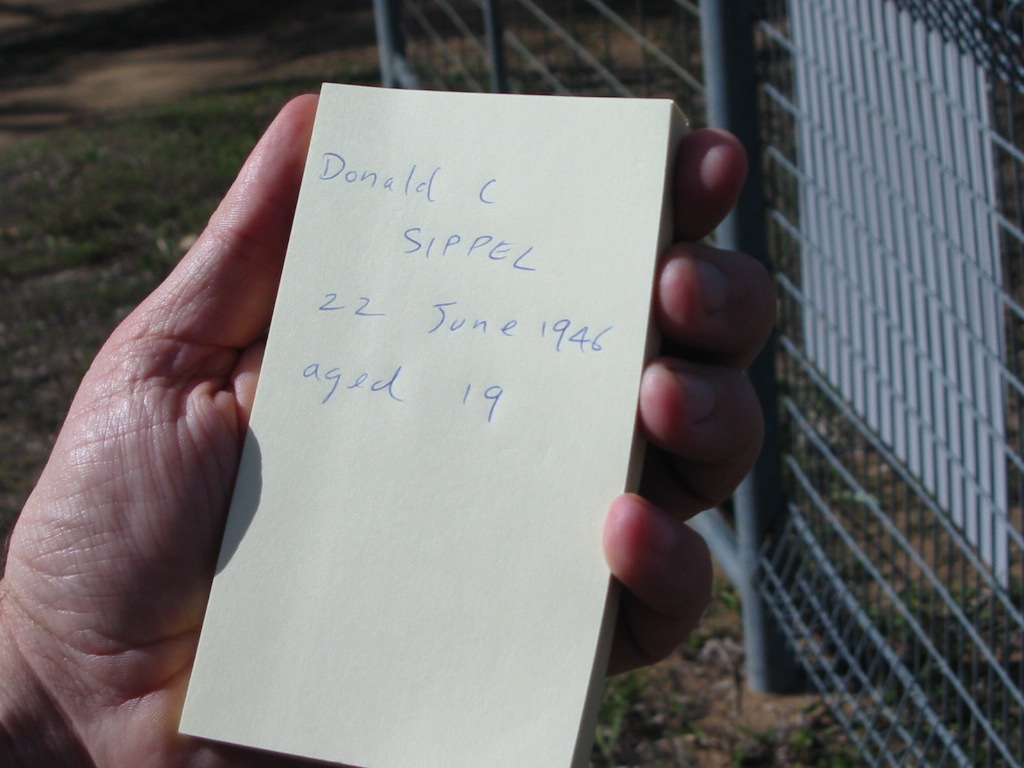 Donald C
SIPPEL
22 June 1946
aged 19